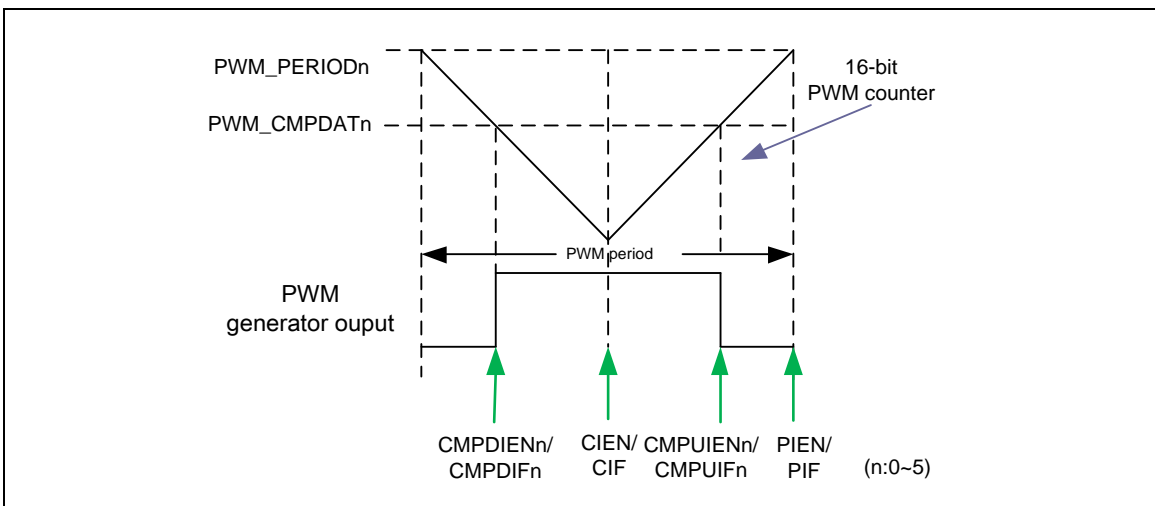 PWM_PERIODn
16-bit
PWM counter
PWM_CMPDATn
PWM period
PWM
generator ouput
CMPDIENn/
CMPDIFn
CIEN/
CIF
CMPUIENn/
CMPUIFn
PIEN/
PIF
(n:0~5)